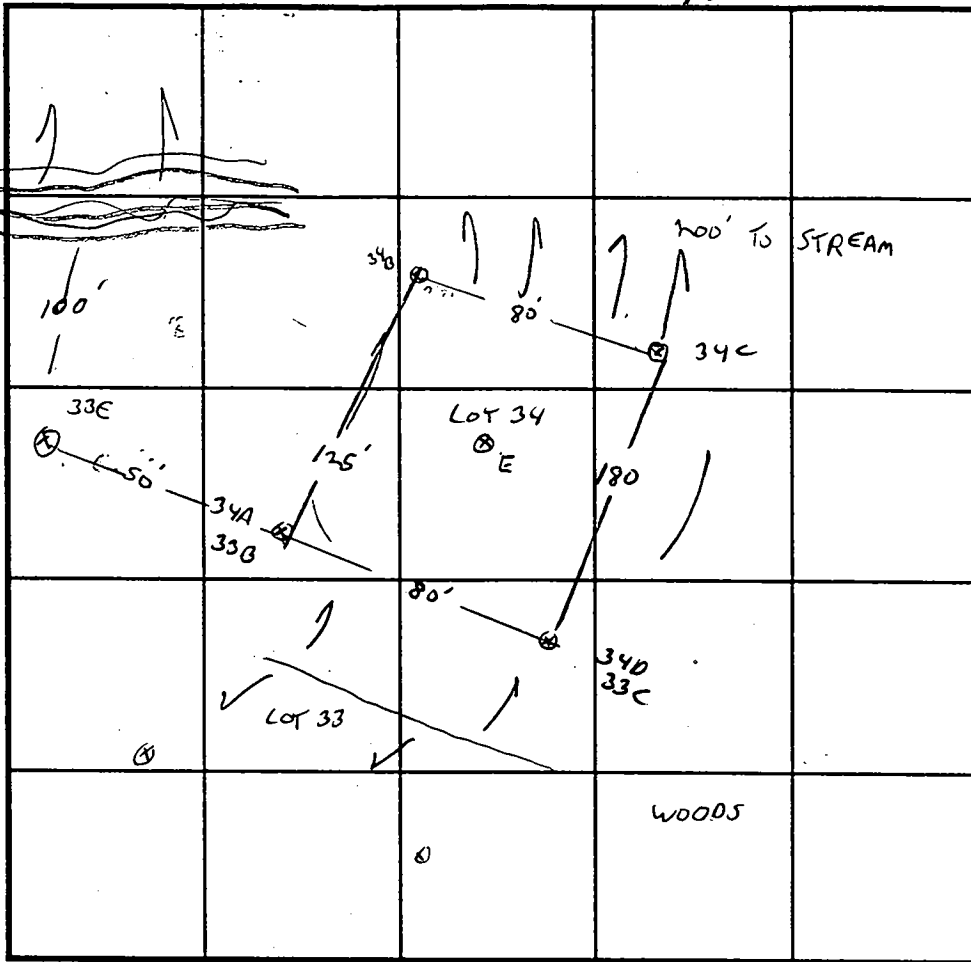 200' TO STREAM
34B
100'
80'
34C
33E
LOT 34
E
125'
180
50'
34A
33B
80'
34D
33C
LOT 33
WOODS